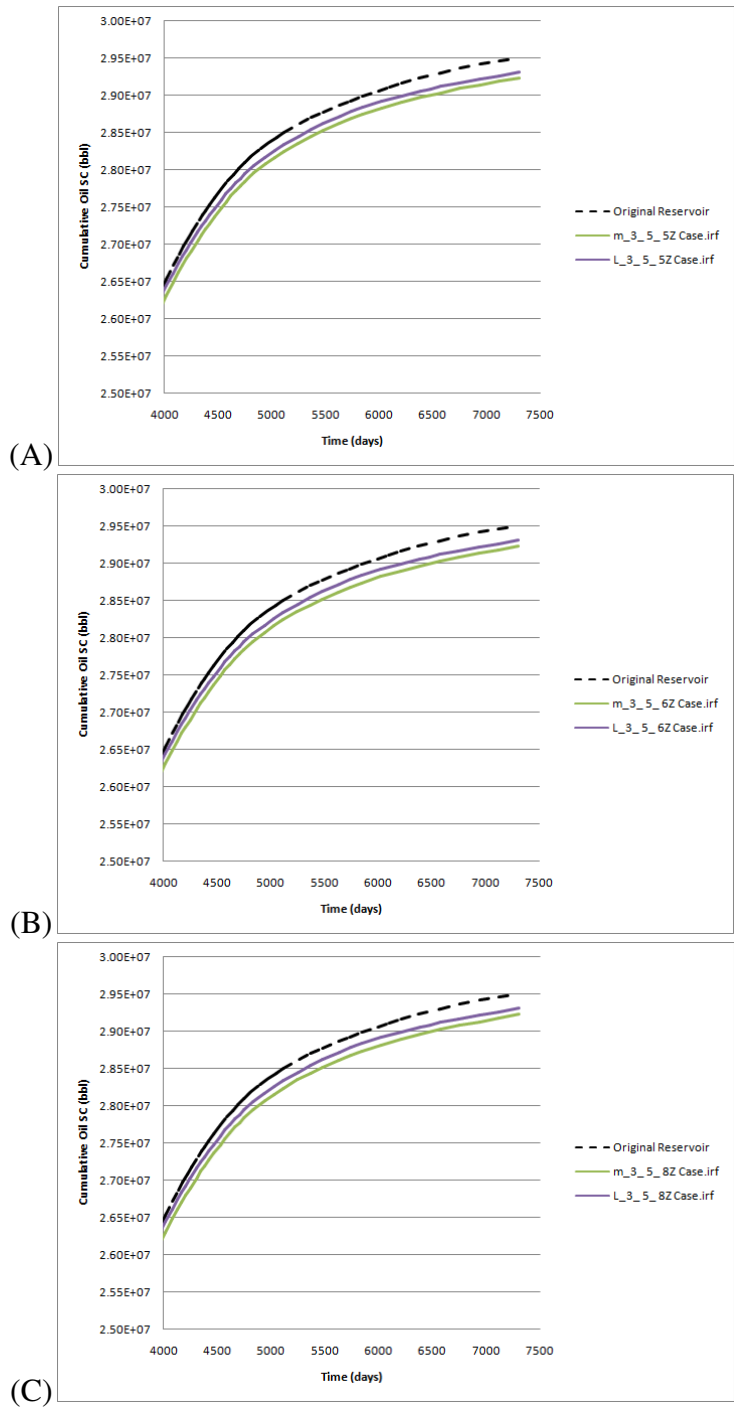 3.00E+07
2.95E+07
2.90E+07
2.85E+07
2.80E+07
2.75E+07
2.70E+07
2.65E+07
2.60E+07
2.55E+07
2.50E+07
Cumulative Oil SC (bbl)
4000 4500 5000 5500 6000 6500 7000 7500
Time (days)
Original Reservoir
m_3_5_5Z Case.irf
L_3_5_5Z Case.irf
(A)
3.00E+07
2.95E+07
2.90E+07
2.85E+07
2.80E+07
2.75E+07
2.70E+07
2.65E+07
2.60E+07
2.55E+07
2.50E+07
Cumulative Oil SC (bbl)
4000 4500 5000 5500 6000 6500 7000 7500
Time (days)
Original Reservoir
m_3_5_6Z Case.irf
L_3_5_6Z Case.irf
(B)
3.00E+07
2.95E+07
2.90E+07
2.85E+07
2.80E+07
2.75E+07
2.70E+07
2.65E+07
2.60E+07
2.55E+07
2.50E+07
Cumulative Oil SC (bbl)
4000 4500 5000 5500 6000 6500 7000 7500
Time (days)
Original Reservoir
m_3_5_8Z Case.irf
L_3_5_8Z Case.irf
(C)